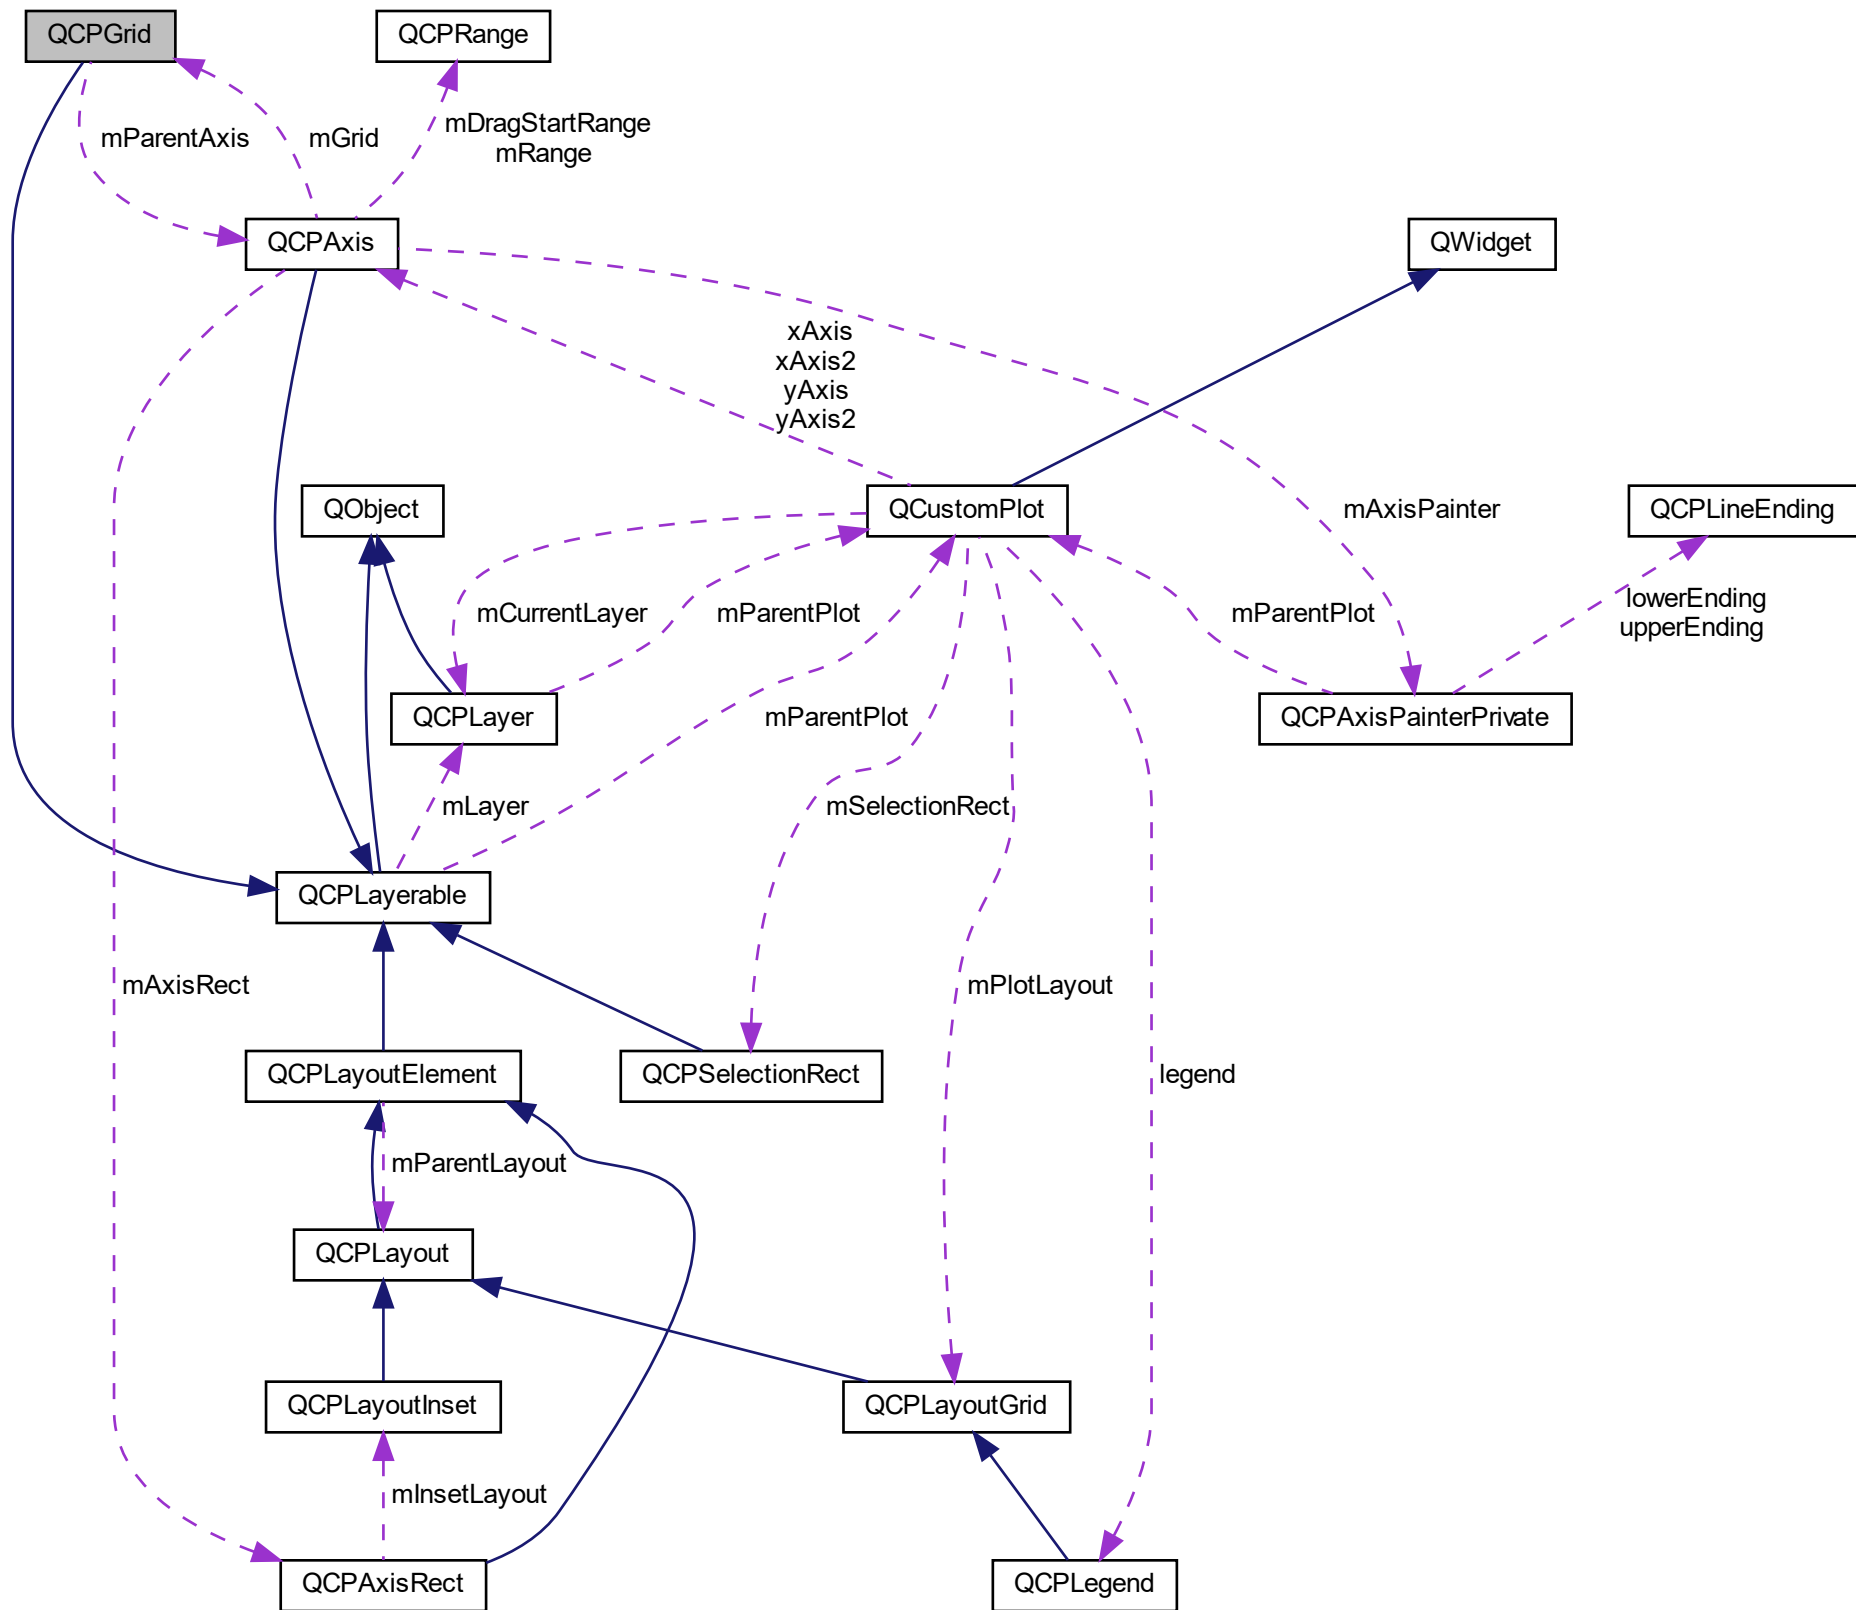 QCPGrid
QCPRange
mParentAxis
mGrid
mDragStartRange
mRange
QCPAxis
QWidget
xAxis
xAxis2
yAxis
yAxis2
QObject
QCustomPlot
mAxisPainter
QCPLineEnding
mCurrentLayer
mParentPlot
mParentPlot
lowerEnding
upperEnding
QCPLayer
mParentPlot
QCPAxisPainterPrivate
mLayer
mSelectionRect
QCPLayerable
mAxisRect
mPlotLayout
QCPLayoutElement
QCPSelectionRect
legend
mParentLayout
QCPLayout
QCPLayoutInset
QCPLayoutGrid
mInsetLayout
QCPAxisRect
QCPLegend